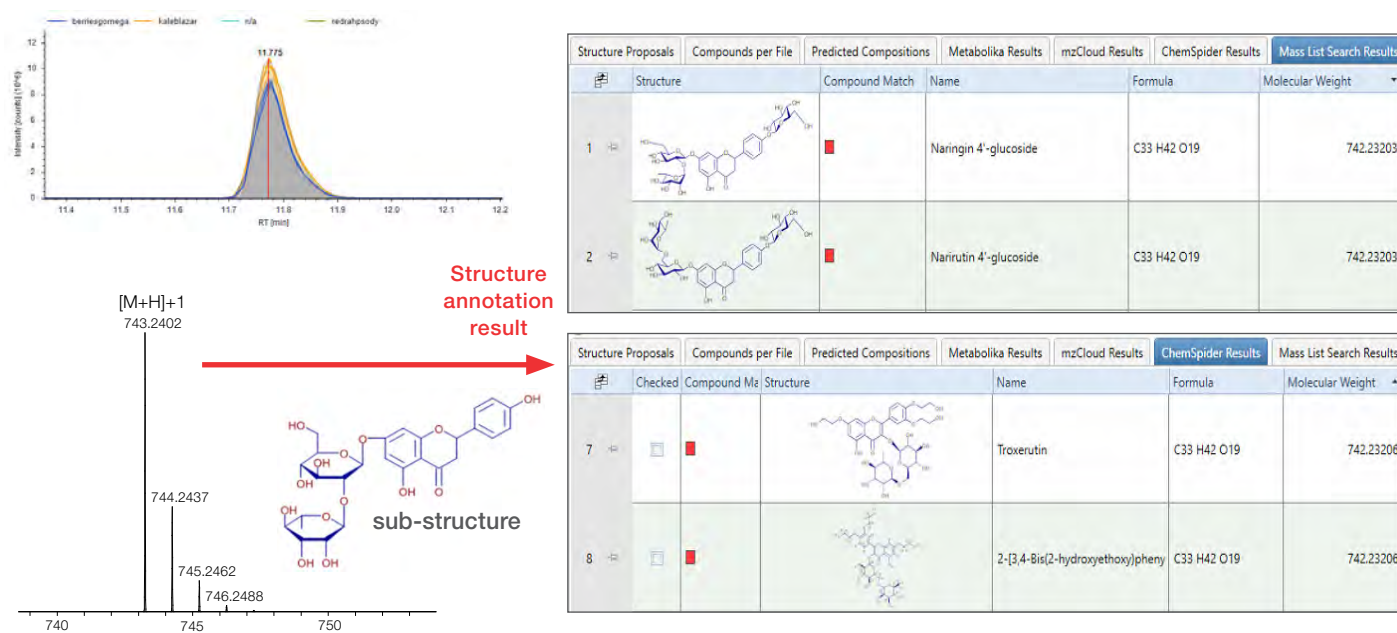 berriesgomega kaleblazar n/a redrahpsody
11.775
Intensity [counts] (10^6)
12
10
8
6
4
2
0
11.4 11.5 11.6 11.7 11.8 11.9 12.0 12.1 12.2
RT [min]
[M+H]+1
743.2402
744.2437
745.2462
746.2488
740 745 750
HO
OH
sub-structure
Structure
annotation
result
Structure Proposals Compounds per File Predicted Compositions Metabolika Results mzCloud Results ChemSpider Results Mass List Search Results
Structure Compound Match Name Formula Molecular Weight
1 Naringin 4'-glucoside C33 H42 O19 742.23203
2 Narirutin 4'-glucoside C33 H42 O19 742.23203
Structure Proposals Compounds per File Predicted Compositions Metabolika Results mzCloud Results ChemSpider Results Mass List Search Results
Checked Compound Ma Structure Name Formula Molecular Weight
7 Troxerutin C33 H42 O19 742.23206
8 2-[3,4-Bis(2-hydroxyethoxy)pheny C33 H42 O19 742.23206